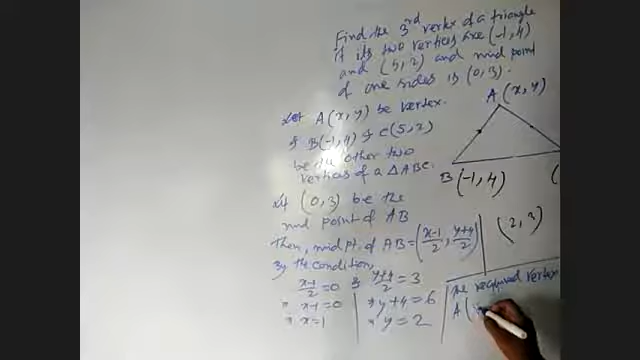 Find the 3rd vertex of a triangle
if its two vertices are (-1,4)
and (5,2) and mid point
of one sides is (0,3).
Let A(x,y) be vertex.
& B(-1,4) & C(5,2)
be the other two
vertices of a ΔABC.
If (0,3) be the
mid point of AB
Then, mid pt. of AB = (x-1/2, y+4/2)
By the condition,
x-1/2 = 0 & y+4/2 = 3
x-1=0
y+4=6
x=1
y=2
A(x,y)
B(-1,4)
(
(2,3)
The required vertex
A(